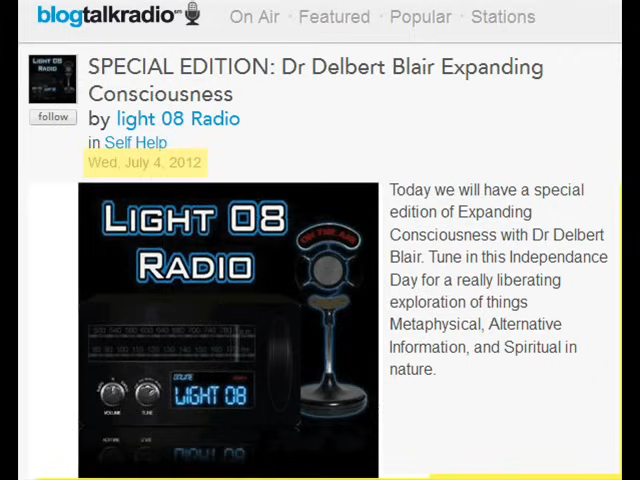 blogtalkradio
On Air · Featured · Popular · Stations
SPECIAL EDITION: Dr Delbert Blair Expanding
Consciousness
by light 08 Radio
in Self Help
Wed, July 4, 2012
LIGHT 08
RADIO
follow
Today we will have a special
edition of Expanding
Consciousness with Dr Delbert
Blair. Tune in this Independance
Day for a really liberating
exploration of things
Metaphysical, Alternative
Information, and Spiritual in
nature.
LIGHT 08
RADIO
ON THE AIR
ONLINE
LIGHT 08
VOLUME
TUNE